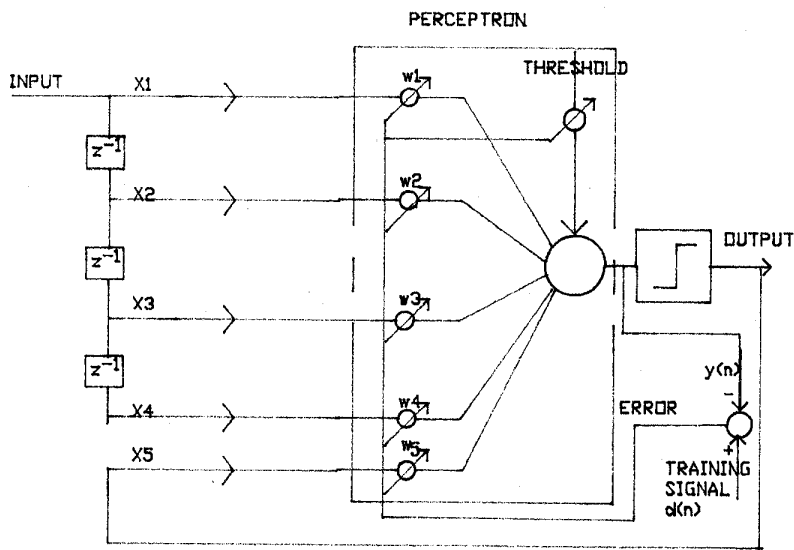 PERCEPTRON
INPUT
X1
w1
THRESHOLD
z⁻¹
X2
w2
OUTPUT
z⁻¹
X3
w3
z⁻¹
y(n)
-
X4
w4
ERROR
X5
w5
+
TRAINING
SIGNAL
d(n)